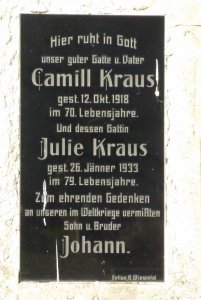 Hier ruht in Gott
unser guter Gatte u. Vater
Camill Kraus
gest. 12. Okt. 1918
im 70. Lebensjahre.
Und dessen Gattin
Julie Kraus
gest. 26. Jänner 1933
im 79. Lebensjahre.
Zum ehrenden Gedenken
an unseren im Weltkriege vermißten
Sohn u. Bruder
Johann.